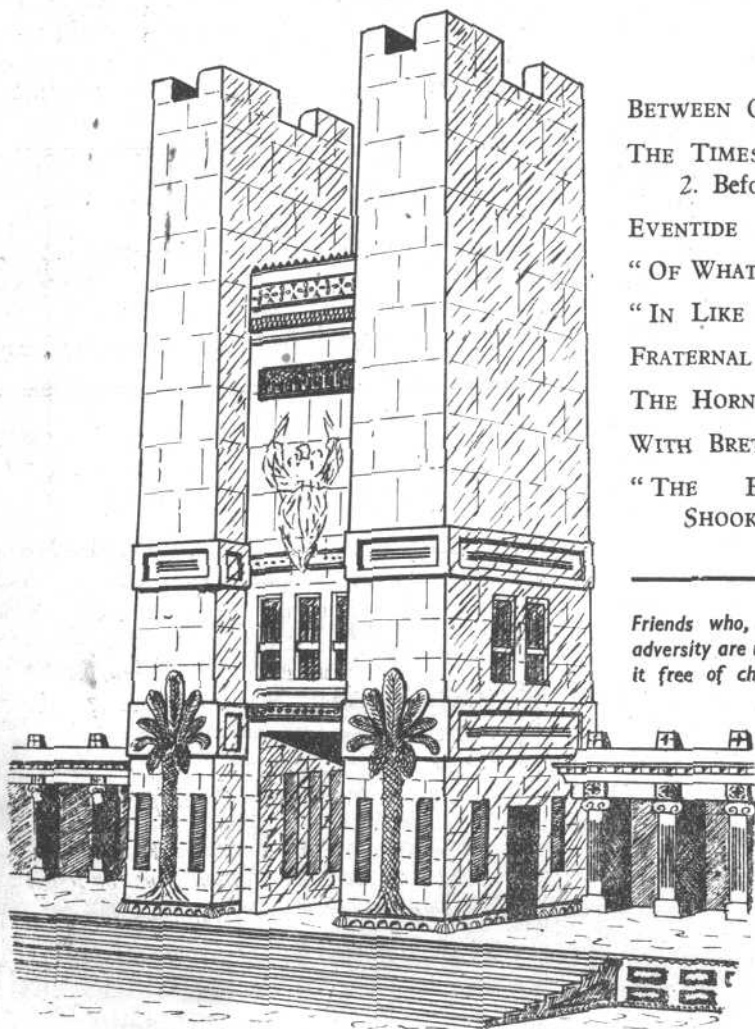 BETWEEN
THE TIMES
2. Befo
EVENTIDE
"OF WHAT
"IN LIKE
FRATERNAL
THE HORN
WITH BRET
"THE E
SHOOK
Friends who,
adversity are
it free of ch